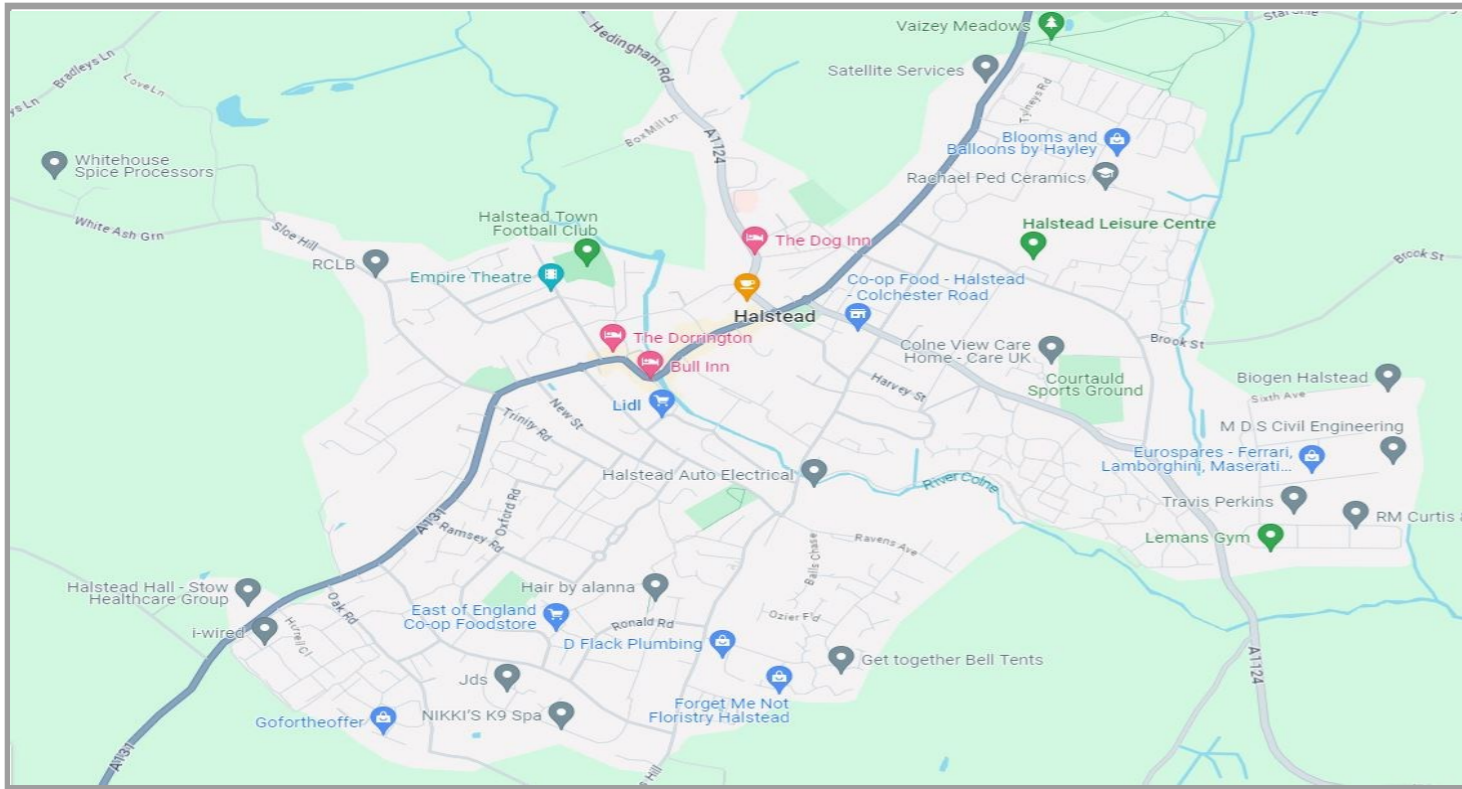 Vaizey Meadows
Hedingham Rd
Bradleys Ln
Love Ln
Satellite Services
Tylneys Rd
A1124
Box Mill Ln
Blooms and
Balloons by Hayley
Whitehouse
Spice Processors
Rachael Ped Ceramics
White Ash Grn
Sloe Hill
Halstead Town
Football Club
Halstead Leisure Centre
The Dog Inn
RCLB
Empire Theatre
Brook St
Co-op Food - Halstead
- Colchester Road
Halstead
The Dorrington
Colne View Care
Home - Care UK
Brook St
Bull Inn
Harvey St
Courtauld
Sports Ground
Biogen Halstead
Sixth Ave
Lidl
New St
Trinity Rd
M D S Civil Engineering
Eurospares - Ferrari,
Lamborghini, Maserati...
Halstead Auto Electrical
River Colne
Travis Perkins
RM Curtis &
A131
Oxford Rd
Ramsey Rd
Balls Chase
Ravens Ave
Lemans Gym
Halstead Hall - Stow
Healthcare Group
Oak Rd
Hair by alanna
East of England
Co-op Foodstore
Ronald Rd
Ozier F'd
i-wired
Hurrell Cl
D Flack Plumbing
Get together Bell Tents
Jds
A1124
Forget Me Not
Floristry Halstead
NIKKI'S K9 Spa
Gofortheoffer
A131
Hill